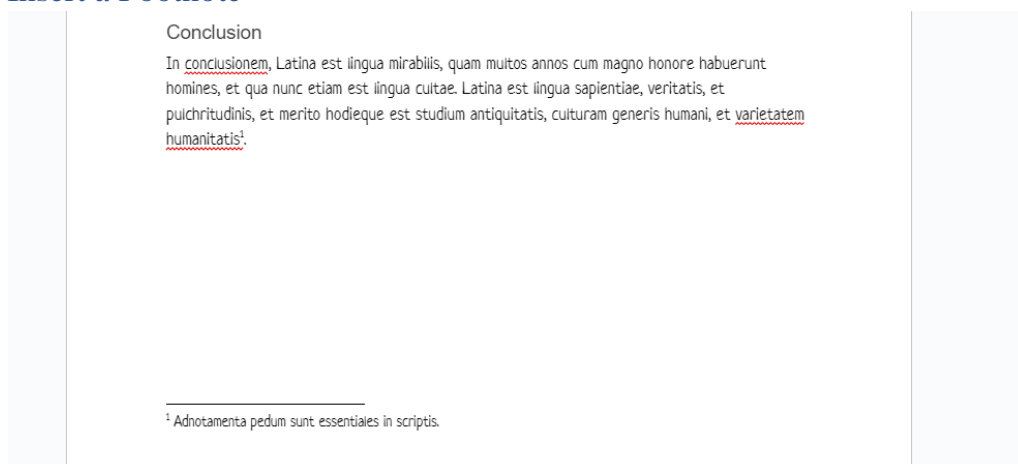 Insert a Footnote
Conclusion
In conclusionem, Latina est lingua mirabilis, quam multos annos cum magno honore habuerunt
homines, et qua nunc etiam est lingua cultae. Latina est lingua sapientiae, veritatis, et
pulchritudinis, et merito hodieque est studium antiquitatis, culturam generis humani, et varietatem
humanitatis¹.
¹ Adnotamenta pedum sunt essentiales in scriptis.